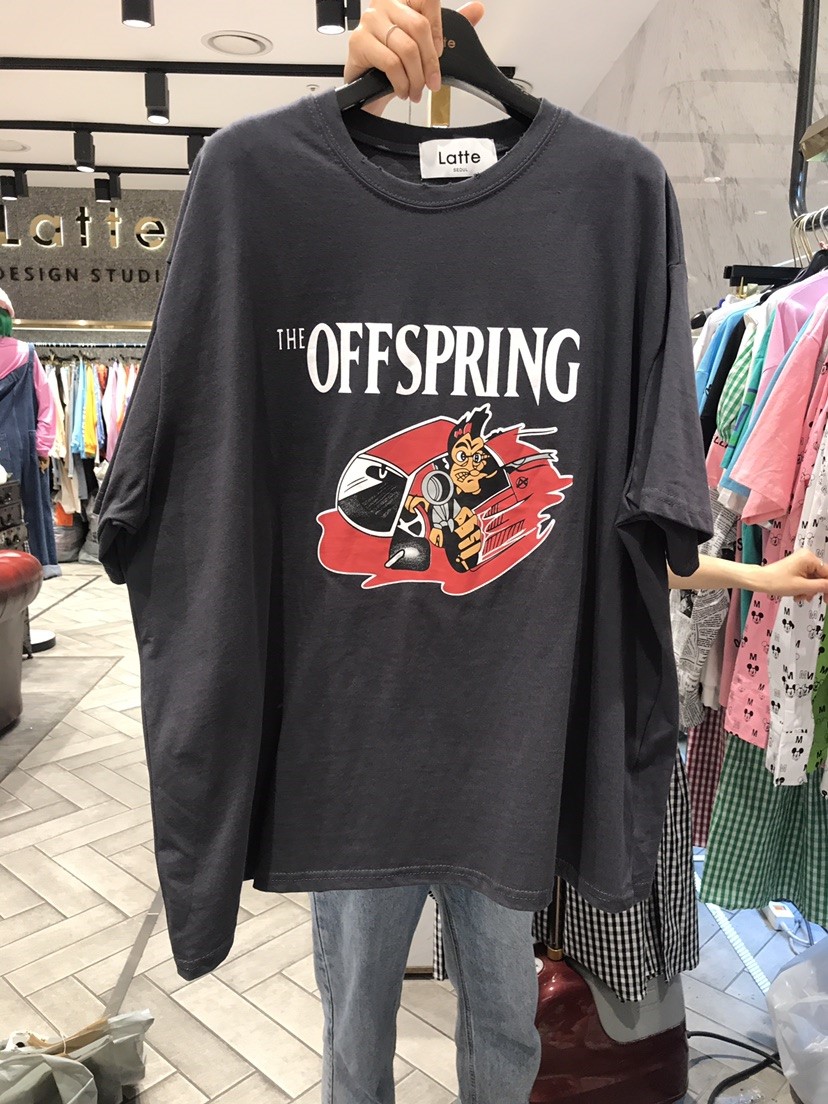 Latte
SEOUL
Latte
DESIGN STUDI
THE OFFSPRING